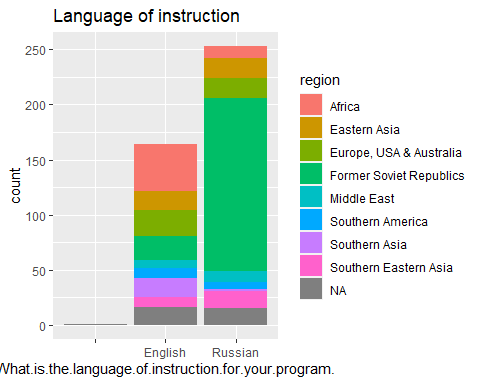 Language of instruction
250
200
150
100
50
0
count
English
Russian
What.is.the.language.of.instruction.for.your.program.
region
Africa
Eastern Asia
Europe, USA & Australia
Former Soviet Republics
Middle East
Southern America
Southern Asia
Southern Eastern Asia
NA